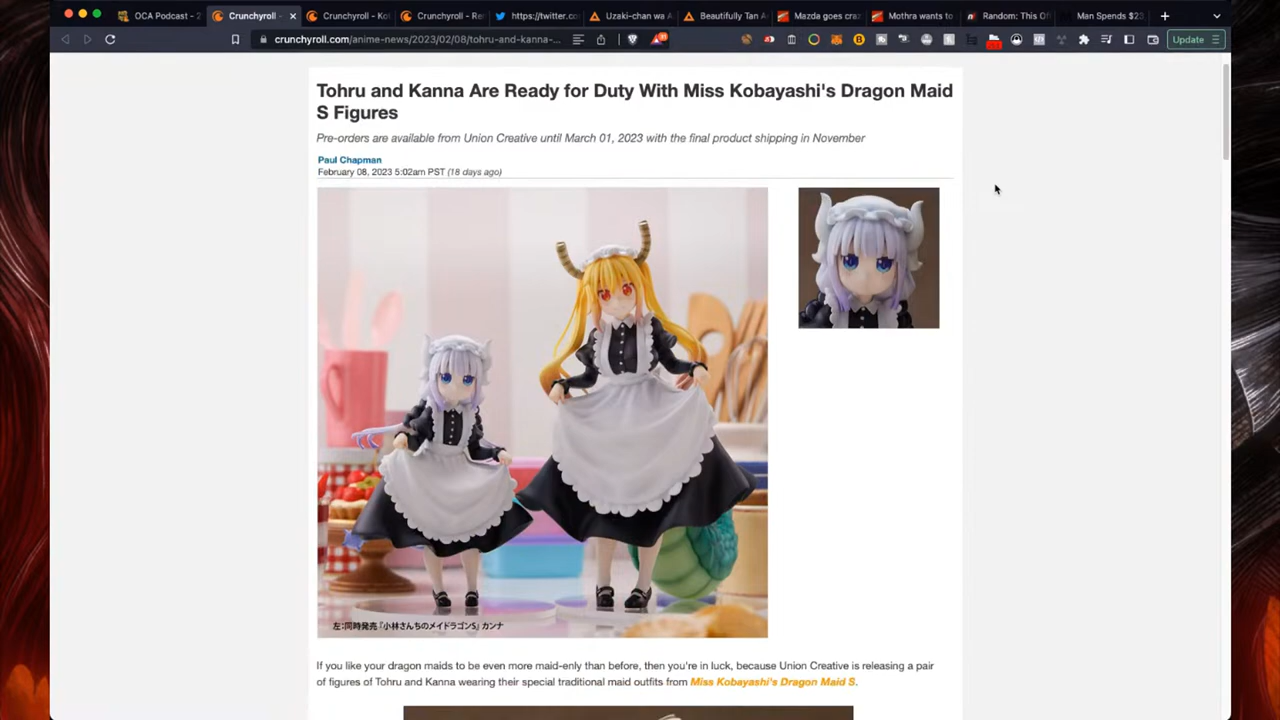 OCA Podcast - 2
Crunchyroll -
Crunchyroll - Kot
Crunchyroll - Re
https://twitter.co
Uzaki-chan wa A
Beautifully Tan A
Mazda goes craz
Mothra wants to
Random: This Of
Man Spends $23,
crunchyroll.com/anime-news/2023/02/08/tohru-and-kanna-...
Update
Tohru and Kanna Are Ready for Duty With Miss Kobayashi's Dragon Maid
S Figures
Pre-orders are available from Union Creative until March 01, 2023 with the final product shipping in November
Paul Chapman
February 08, 2023 5:02am PST (18 days ago)
左:同時発売『小林さんちのメイドラゴンS』カンナ
If you like your dragon maids to be even more maid-enly than before, then you're in luck, because Union Creative is releasing a pair
of figures of Tohru and Kanna wearing their special traditional maid outfits from Miss Kobayashi's Dragon Maid S.